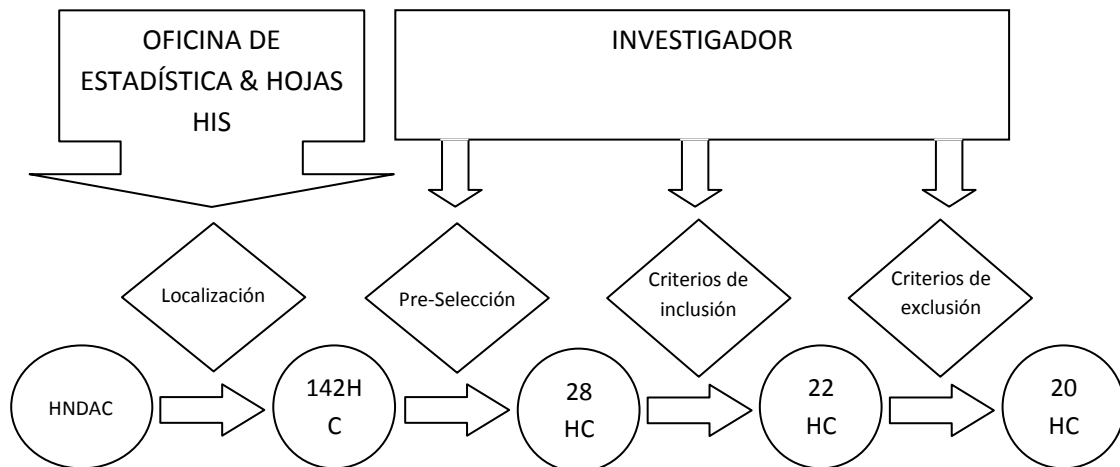 OFICINA DE
ESTADÍSTICA & HOJAS
HIS
INVESTIGADOR
Localización
Pre-Selección
Criterios de
inclusión
Criterios de
exclusión
HNDAC
142H
C
28
HC
22
HC
20
HC